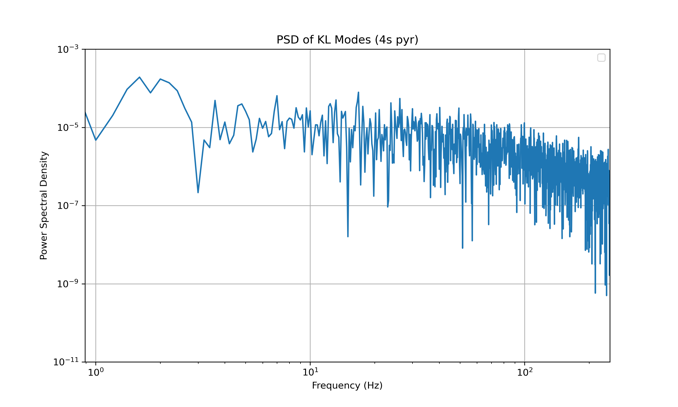 PSD of KL Modes (4s pyr)
Power Spectral Density
10⁻³
10⁻⁵
10⁻⁷
10⁻⁹
10⁻¹¹
10⁰
10¹
10²
Frequency (Hz)